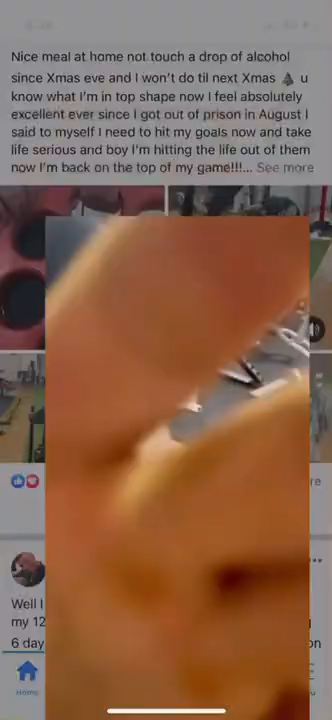 Nice meal at home not touch a drop of alcohol
since Xmas eve and I won't do til next Xmas 🎄 u
know what I'm in top shape now I feel absolutely
excellent ever since I got out of prison in August I
said to myself I need to hit my goals now and take
life serious and boy I'm hitting the life out of them
now I'm back on the top of my game!!!... See more
re
Well I
my 12
6 day
on
Home